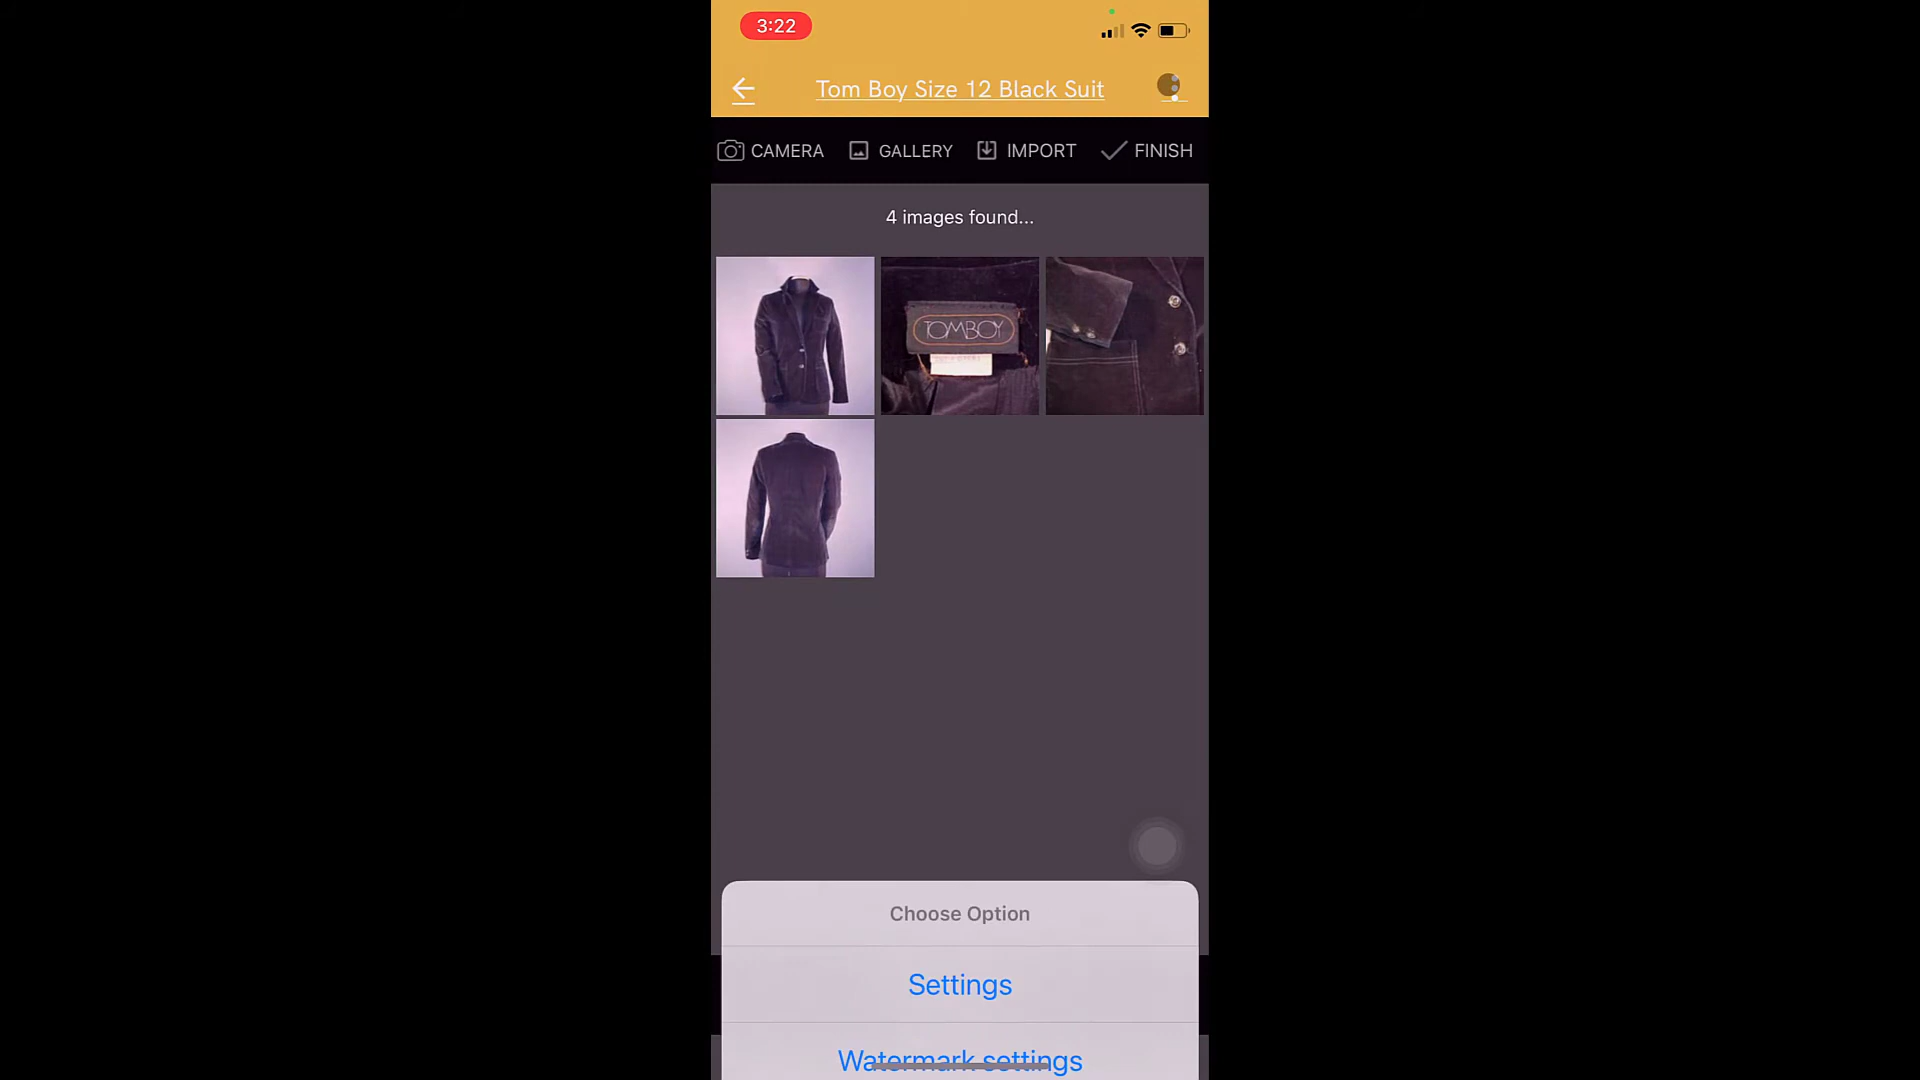 3:22
Tom Boy Size 12 Black Suit
CAMERA GALLERY IMPORT FINISH
4 images found...
TOMBOY
Choose Option
Settings
Watermark settings